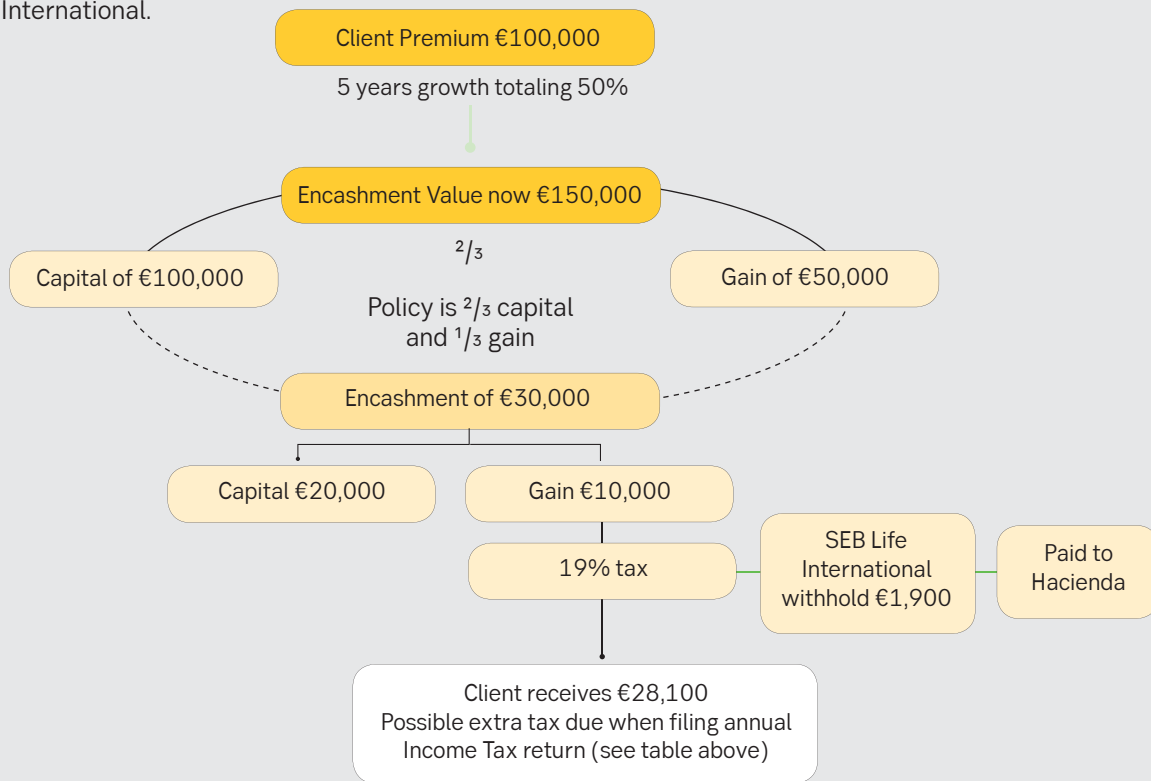 International.
Client Premium €100,000
5 years growth totaling 50%
Encashment Value now €150,000
²/₃
Capital of €100,000
Gain of €50,000
Policy is ²/₃ capital
and ¹/₃ gain
Encashment of €30,000
Capital €20,000
Gain €10,000
19% tax
SEB Life
International
withhold €1,900
Paid to
Hacienda
Client receives €28,100
Possible extra tax due when filing annual
Income Tax return (see table above)